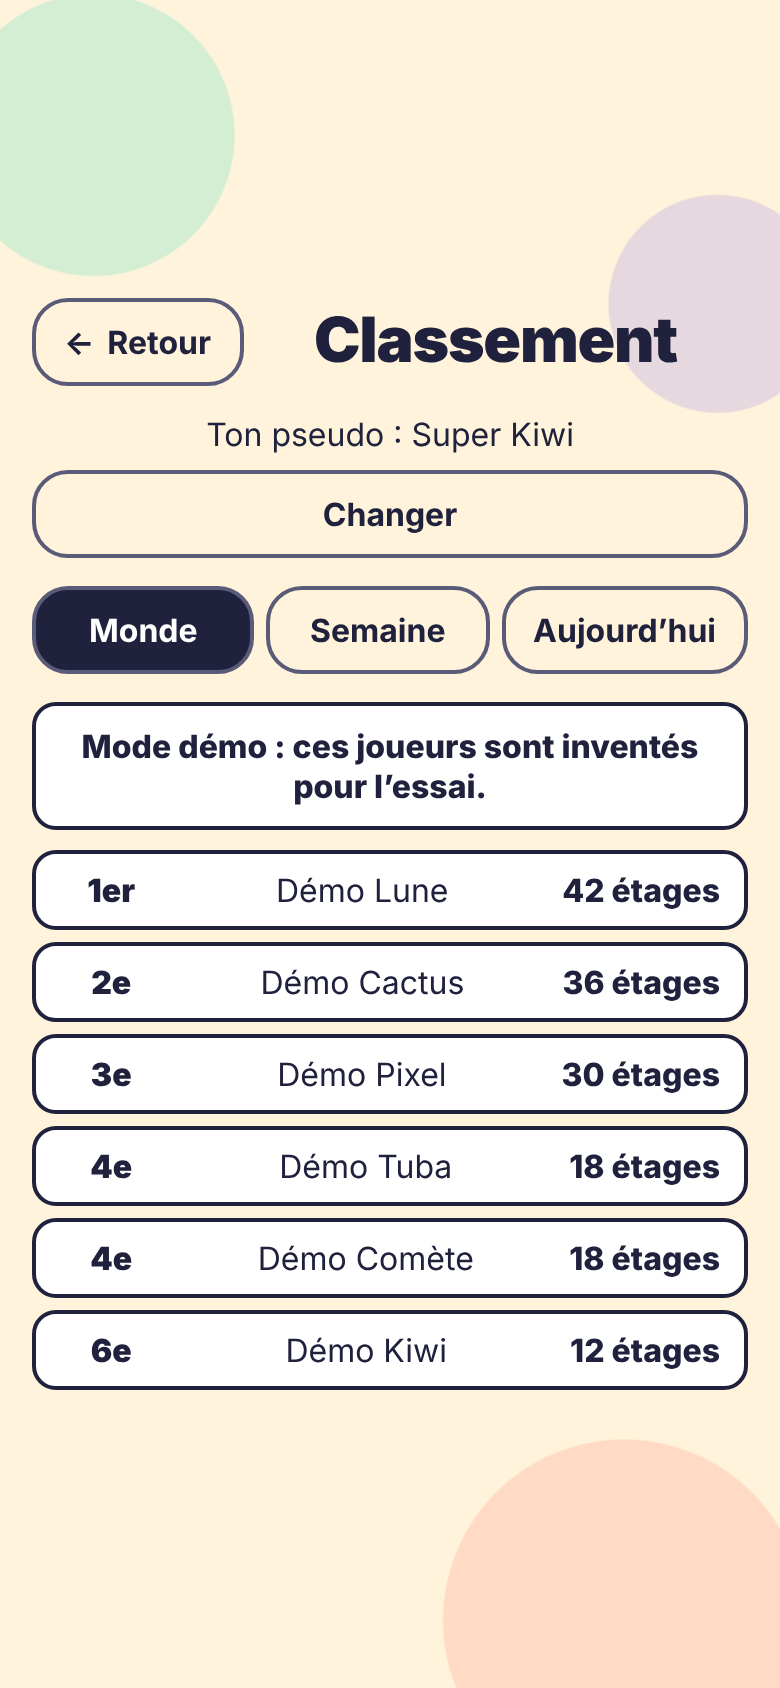 ← Retour
Classement
Ton pseudo : Super Kiwi
Changer
Monde
Semaine
Aujourd’hui
Mode démo : ces joueurs sont inventés
pour l’essai.
1er Démo Lune 42 étages
2e Démo Cactus 36 étages
3e Démo Pixel 30 étages
4e Démo Tuba 18 étages
4e Démo Comète 18 étages
6e Démo Kiwi 12 étages